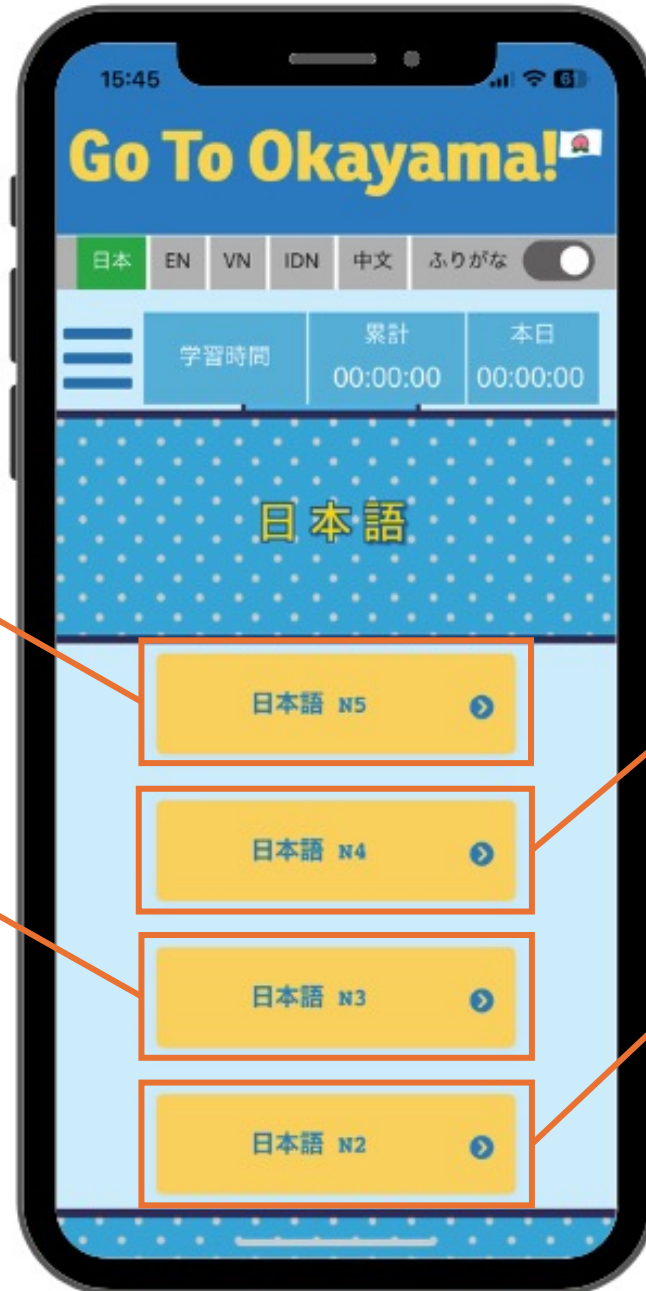 15:45
Go To Okayama!
日本 EN VN IDN 中文 ふりがな
学習時間 累計 本日
00:00:00 00:00:00
日本語
日本語 N5
日本語 N4
日本語 N3
日本語 N2